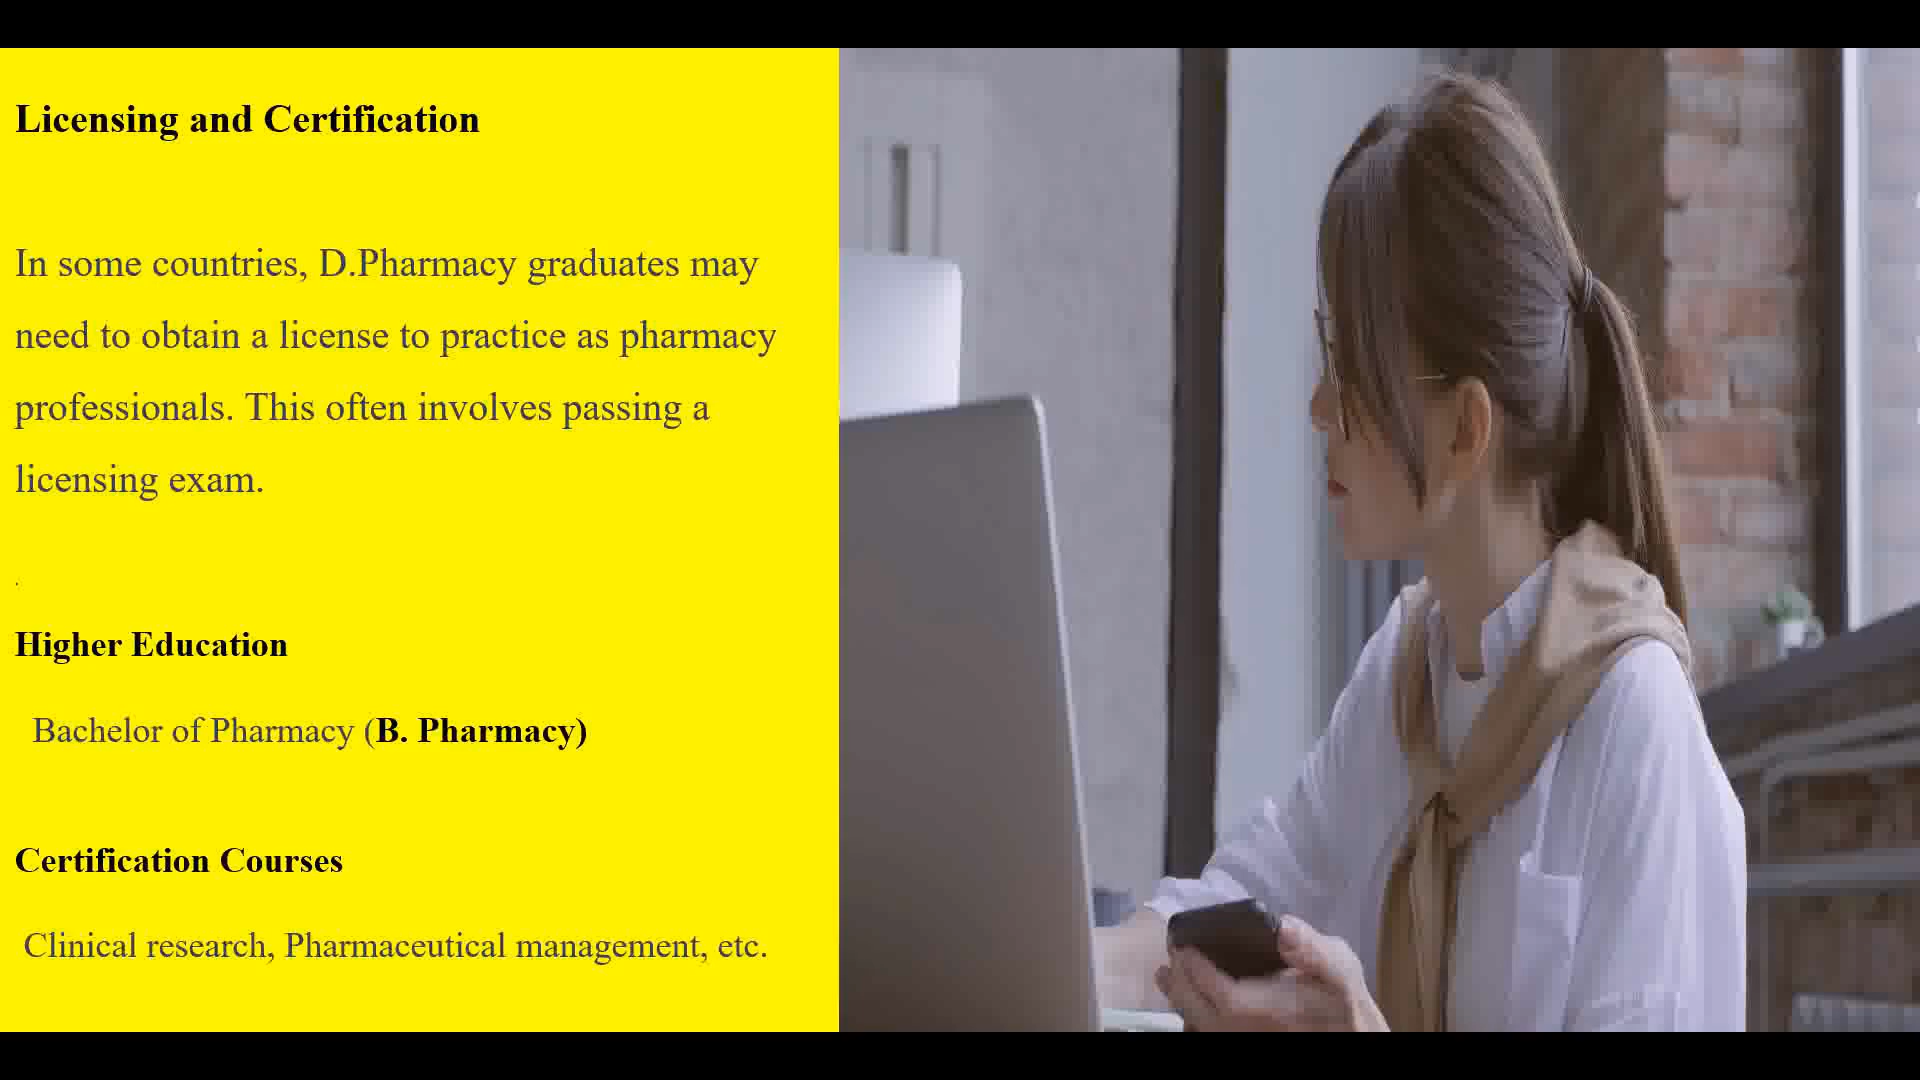 Licensing and Certification
In some countries, D.Pharmacy graduates may
need to obtain a license to practice as pharmacy
professionals. This often involves passing a
licensing exam.
.
Higher Education
Bachelor of Pharmacy (B. Pharmacy)
Certification Courses
Clinical research, Pharmaceutical management, etc.